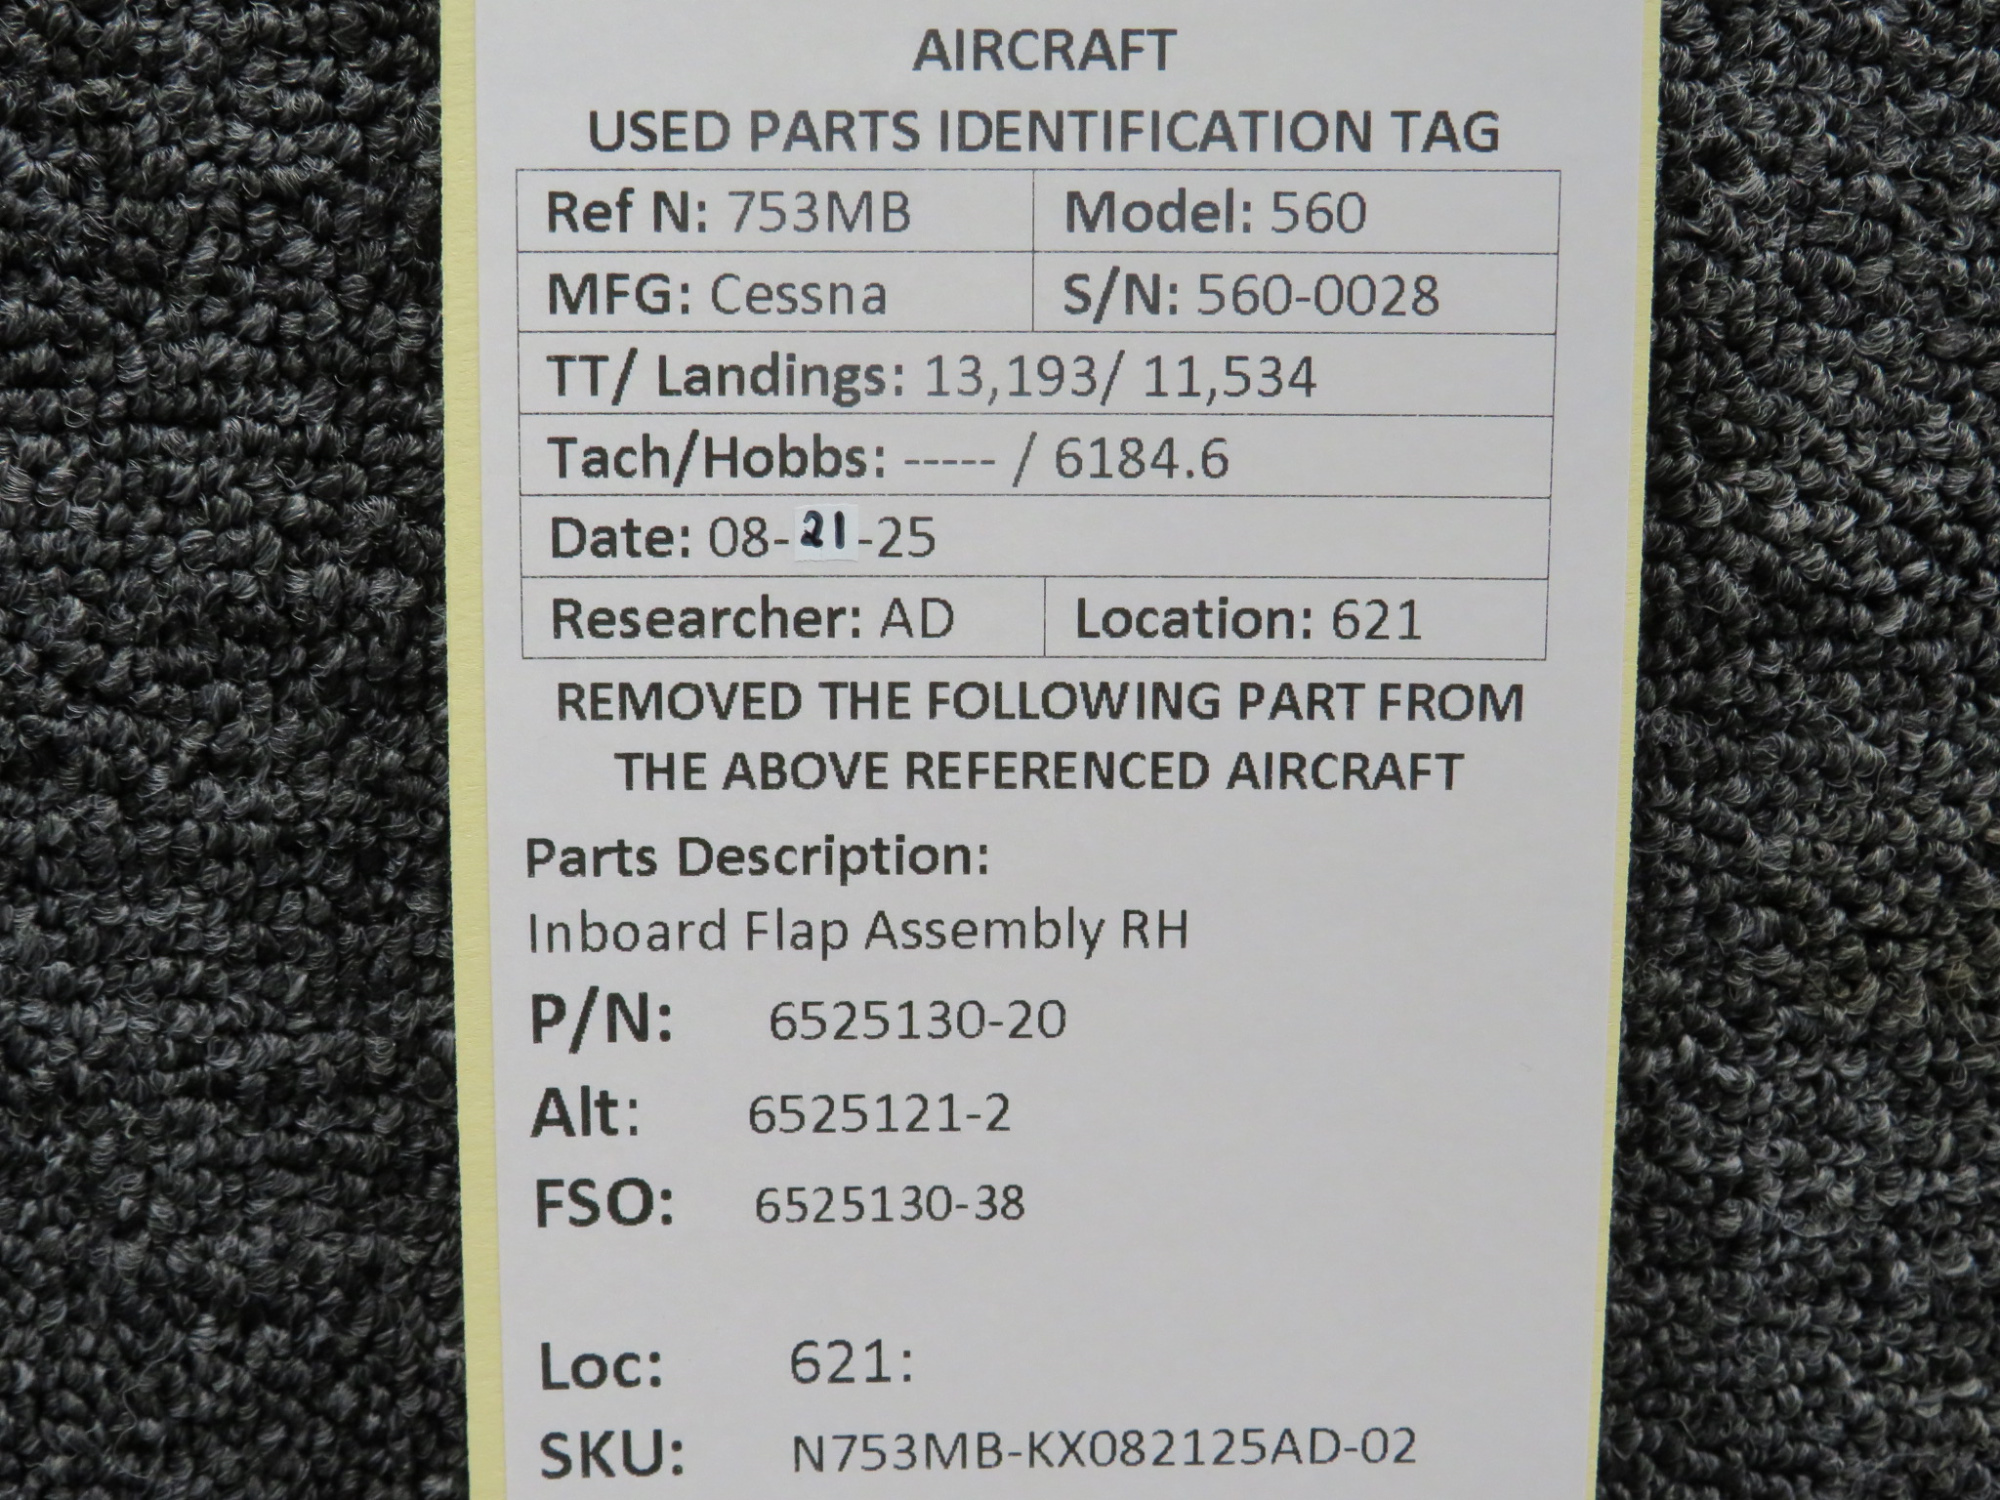 AIRCRAFT
USED PARTS IDENTIFICATION TAG
Ref N: 753MB Model: 560
MFG: Cessna S/N: 560-0028
TT/ Landings: 13,193/ 11,534
Tach/Hobbs: ----- / 6184.6
Date: 08-21-25
Researcher: AD Location: 621
REMOVED THE FOLLOWING PART FROM
THE ABOVE REFERENCED AIRCRAFT
Parts Description:
Inboard Flap Assembly RH
P/N: 6525130-20
Alt: 6525121-2
FSO: 6525130-38
Loc: 621:
SKU: N753MB-KX082125AD-02